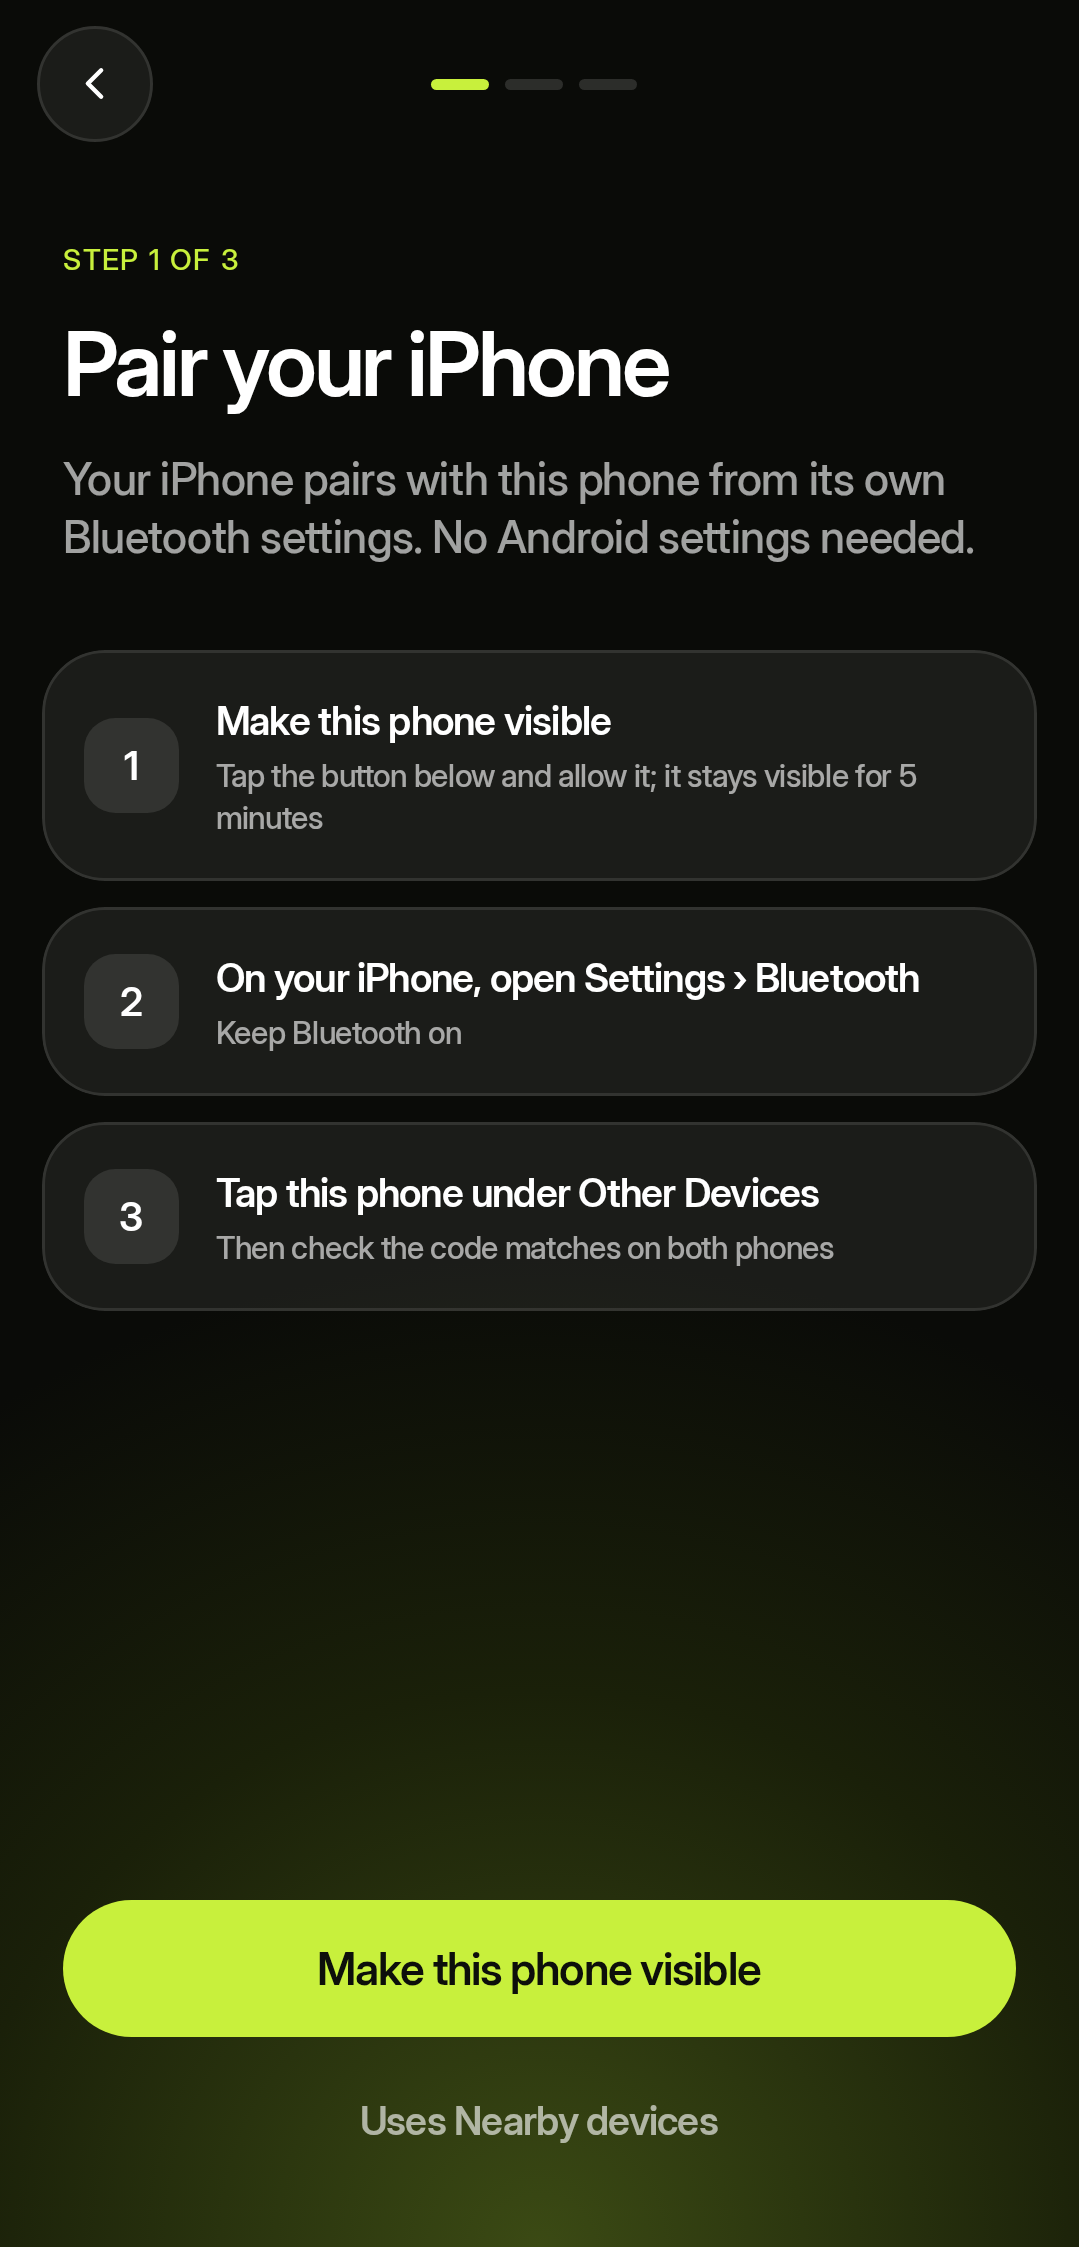 STEP 1 OF 3
Pair your iPhone
Your iPhone pairs with this phone from its own
Bluetooth settings. No Android settings needed.
1
Make this phone visible
Tap the button below and allow it; it stays visible for 5
minutes
2
On your iPhone, open Settings › Bluetooth
Keep Bluetooth on
3
Tap this phone under Other Devices
Then check the code matches on both phones
Make this phone visible
Uses Nearby devices